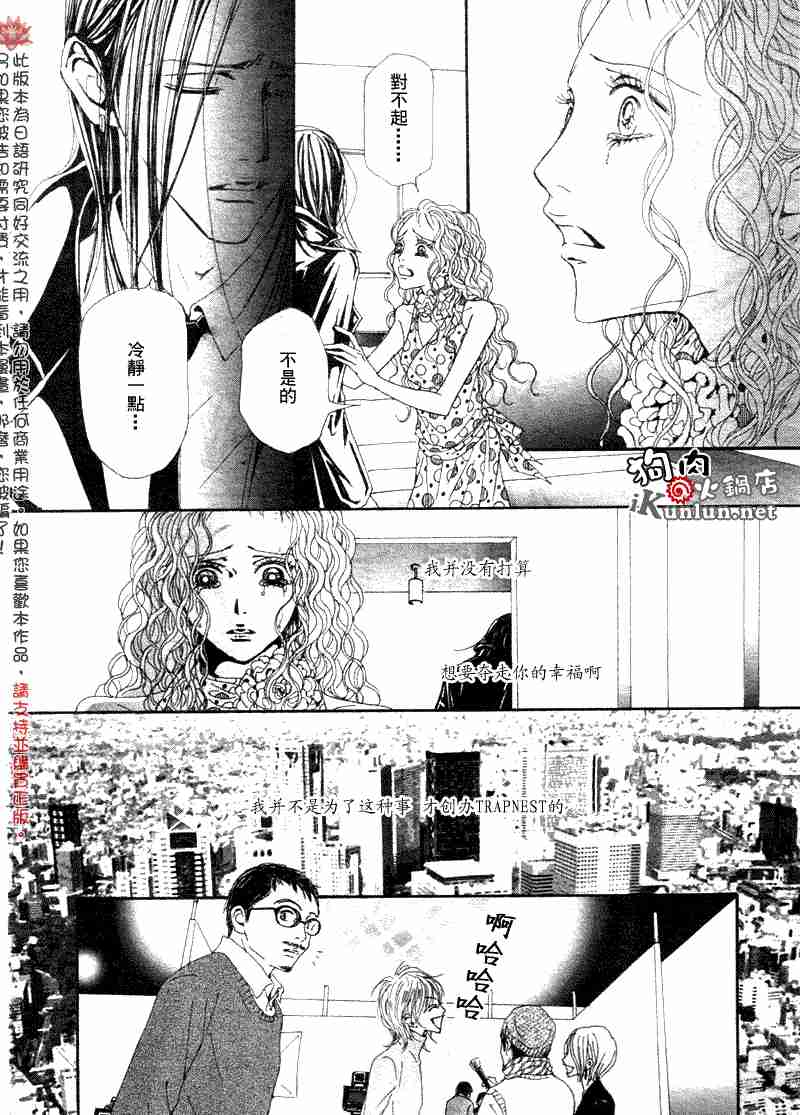 對不起……
不是的
冷靜一點……
狗肉
火鍋店
iKunlun.net
我并没有打算
想要夺走你的幸福啊
我并不是为了这种事 才创办TRAPNEST的
啊哈哈哈
此版本為日語研究同好交流之用，請勿用於任何商業用途。如果您喜歡本作品，請支持並購買正版。